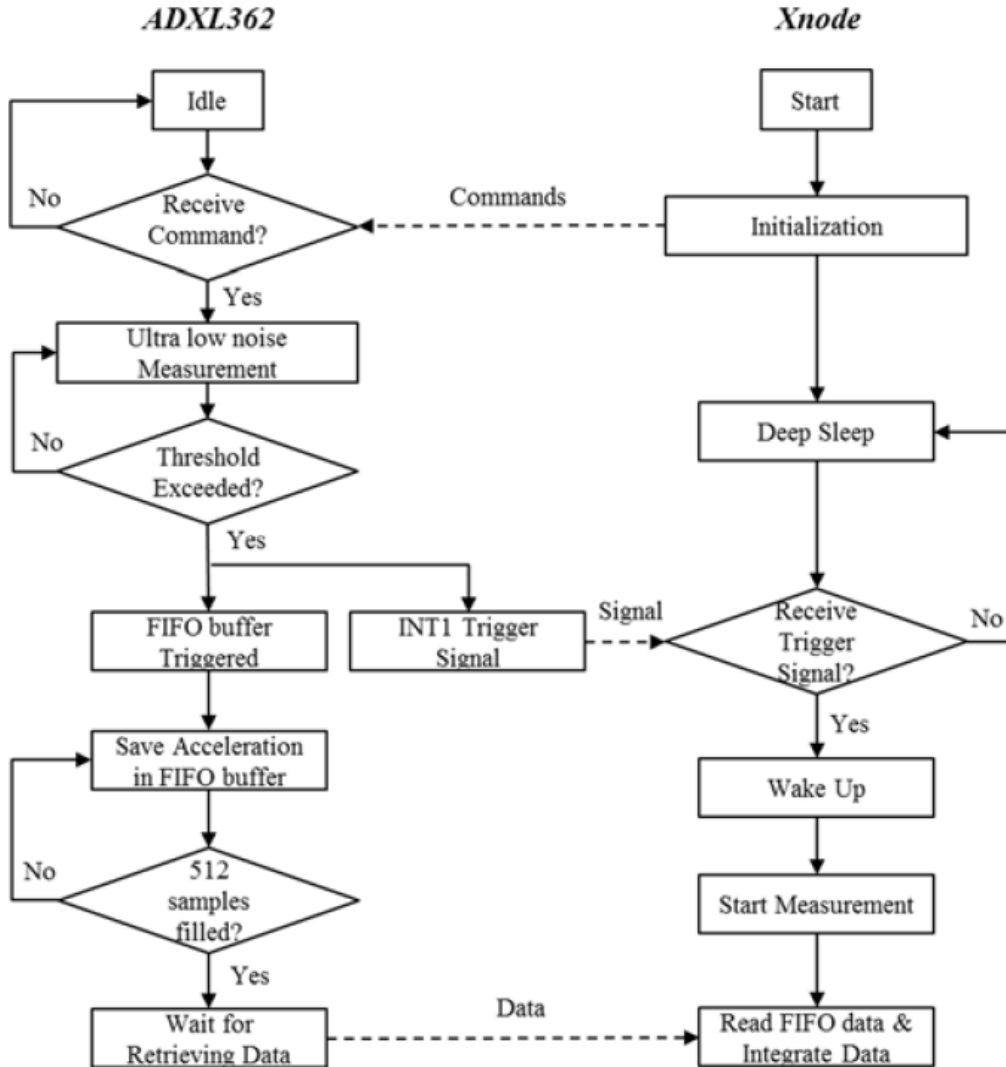 ADXL362
Xnode
Idle
Start
No
Receive
Command?
Commands
Initialization
Yes
Ultra low noise
Measurement
No
Threshold
Exceeded?
Deep Sleep
Yes
FIFO buffer
Triggered
INT1 Trigger
Signal
Signal
Receive
Trigger
Signal?
No
Yes
Save Acceleration
in FIFO buffer
Wake Up
No
512
samples
filled?
Start Measurement
Yes
Wait for
Retrieving Data
Data
Read FIFO data &
Integrate Data